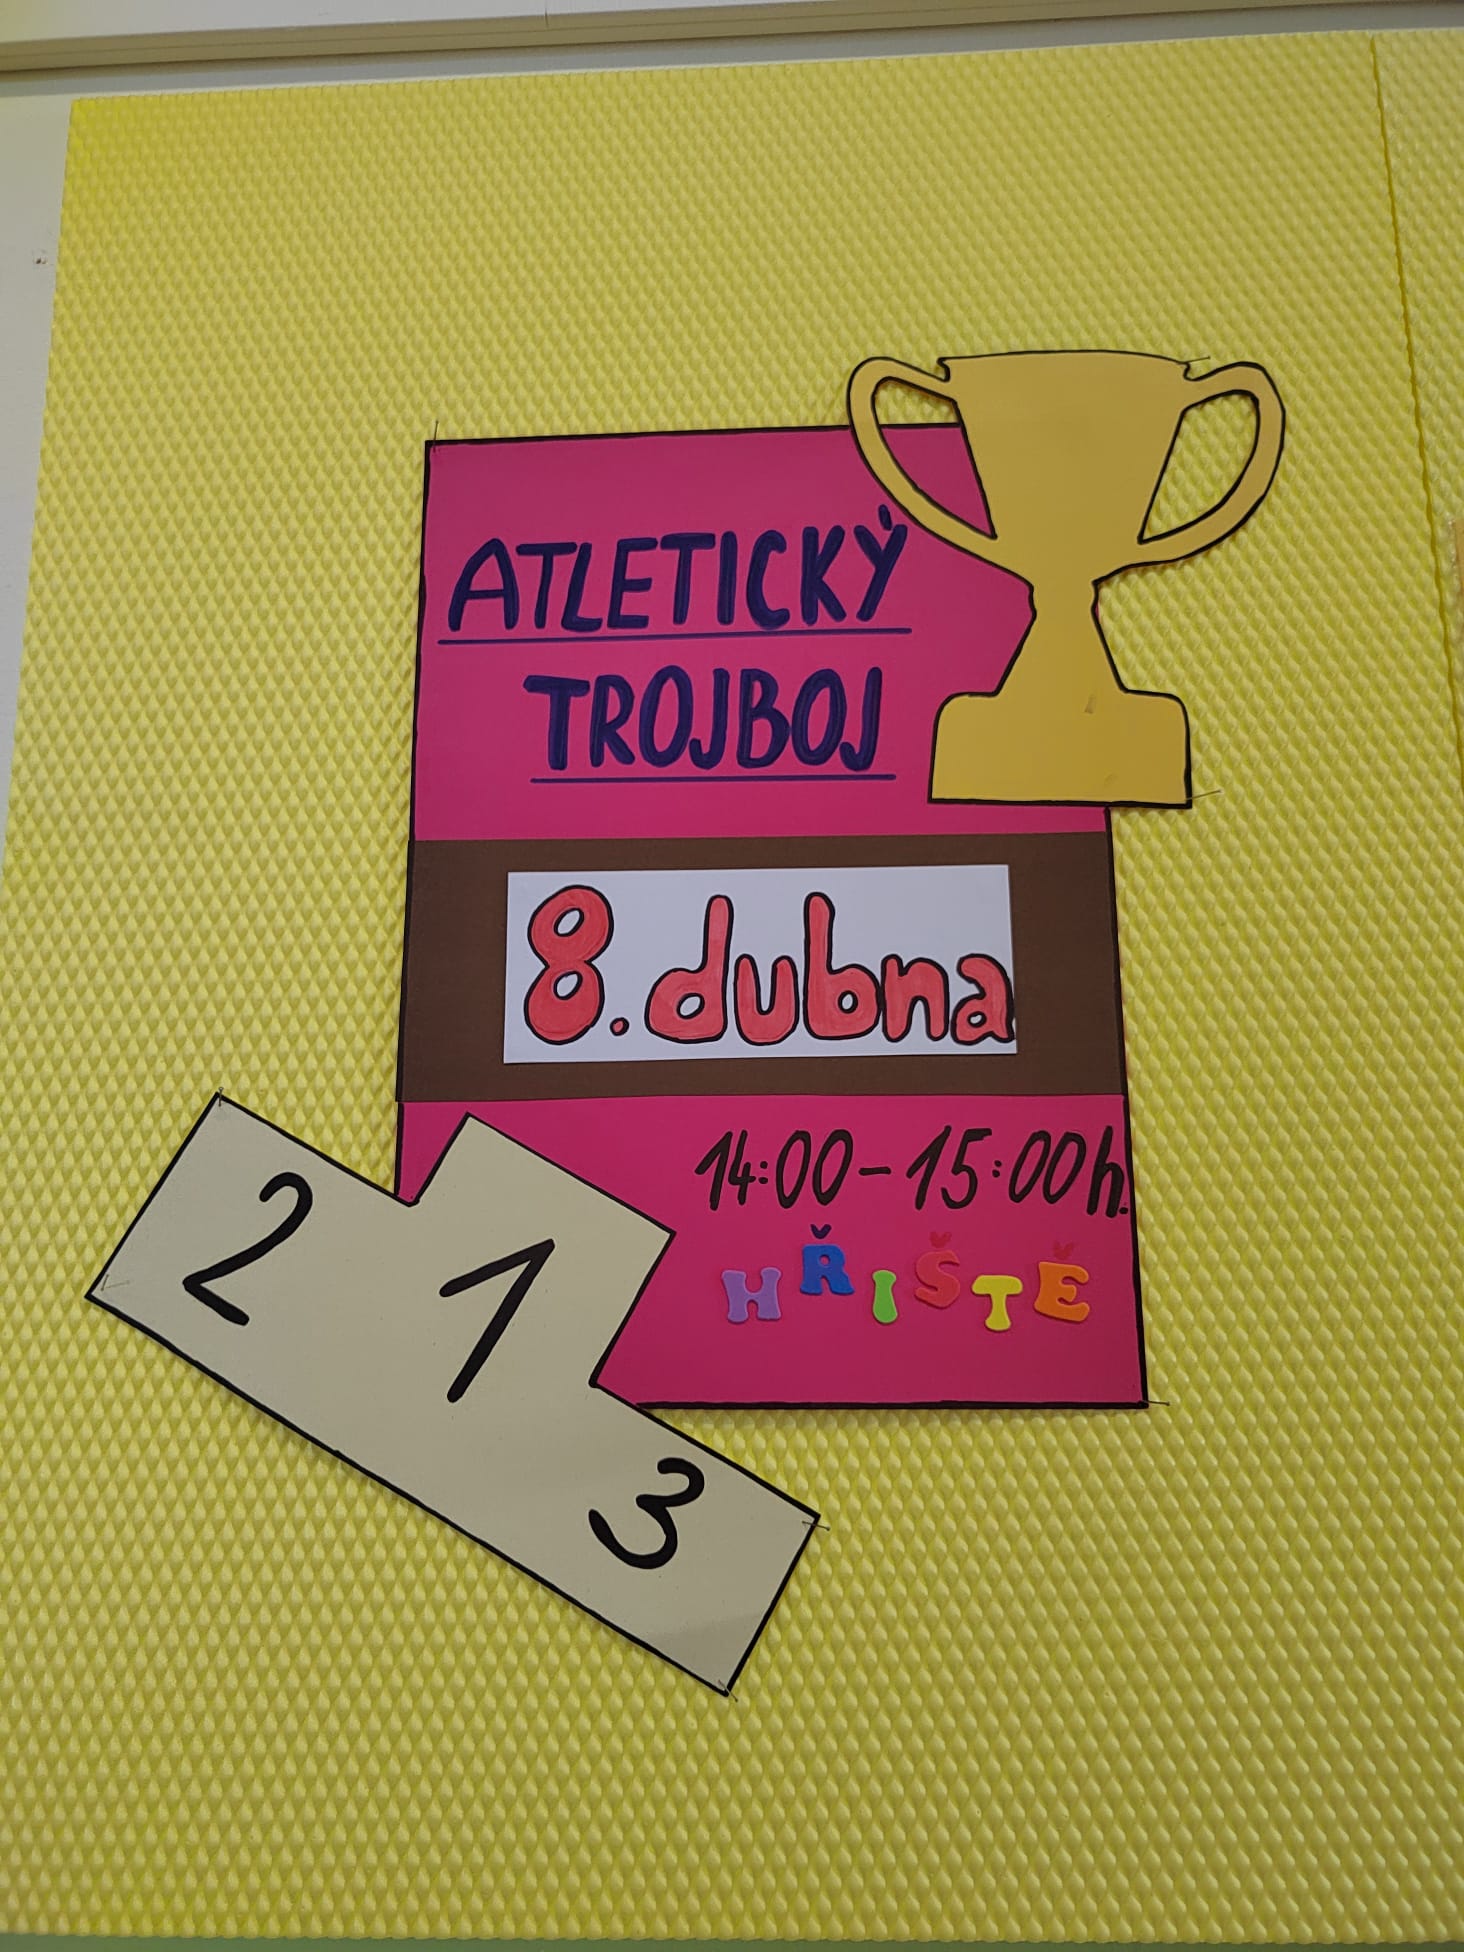 ATLETICKÝ
TROJBOJ
8. dubna
14:00 - 15:00 h.
HŘIŠTĚ
2 1 3